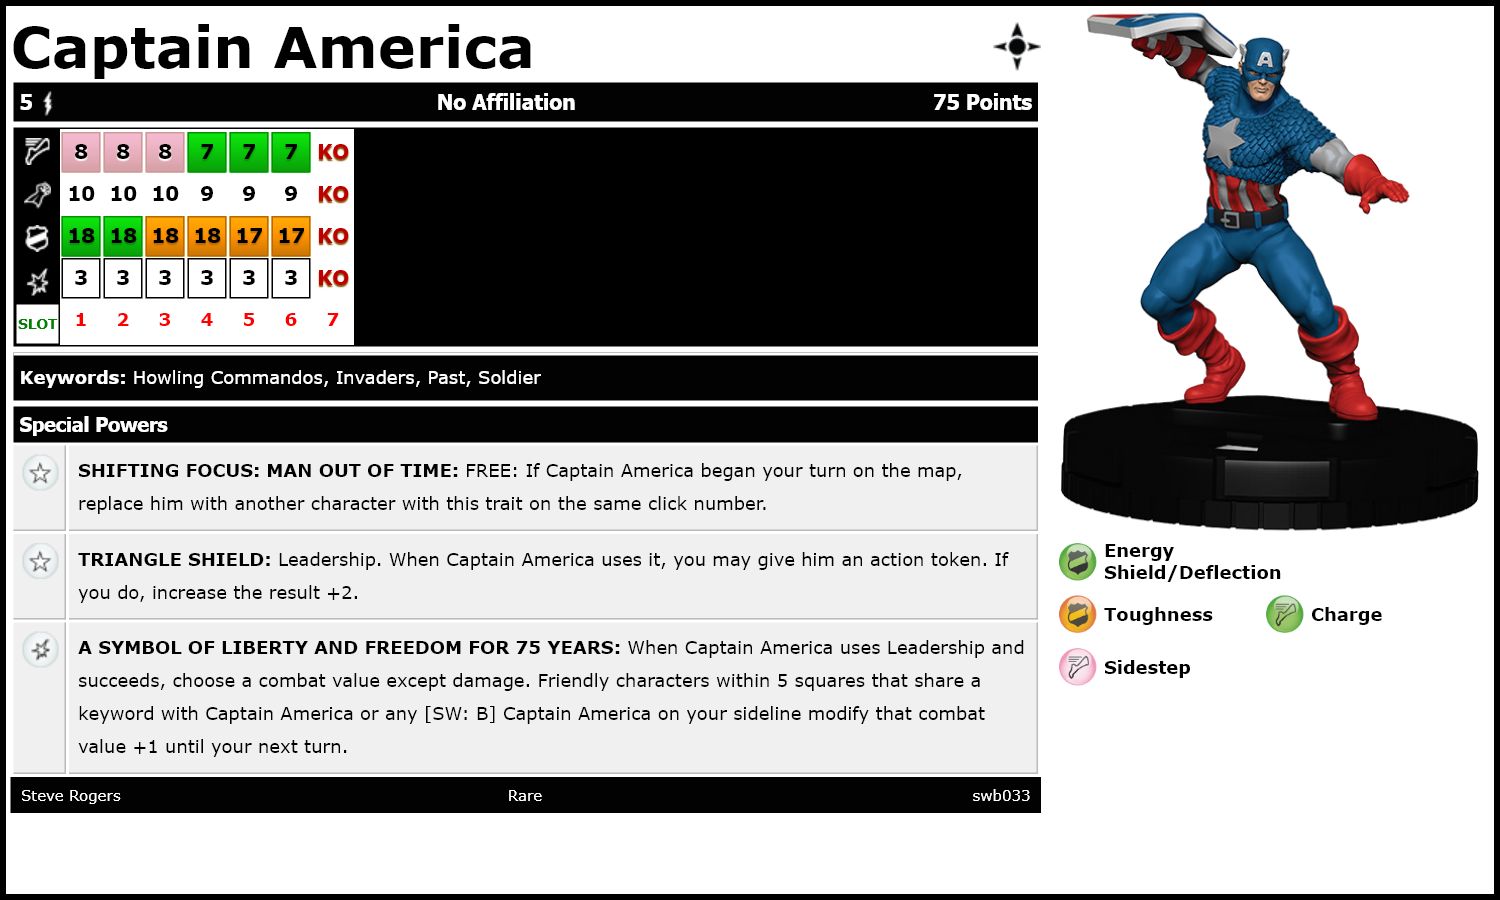 Captain America
5 No Affiliation 75 Points
8 8 8 7 7 7 KO
10 10 10 9 9 9 KO
18 18 18 18 17 17 KO
3 3 3 3 3 3 KO
SLOT 1 2 3 4 5 6 7
Keywords: Howling Commandos, Invaders, Past, Soldier
Special Powers
SHIFTING FOCUS: MAN OUT OF TIME: FREE: If Captain America began your turn on the map,
replace him with another character with this trait on the same click number.
TRIANGLE SHIELD: Leadership. When Captain America uses it, you may give him an action token. If
you do, increase the result +2.
A SYMBOL OF LIBERTY AND FREEDOM FOR 75 YEARS: When Captain America uses Leadership and
succeeds, choose a combat value except damage. Friendly characters within 5 squares that share a
keyword with Captain America or any [SW: B] Captain America on your sideline modify that combat
value +1 until your next turn.
Steve Rogers Rare swb033
A
Energy
Shield/Deflection
Toughness Charge
Sidestep